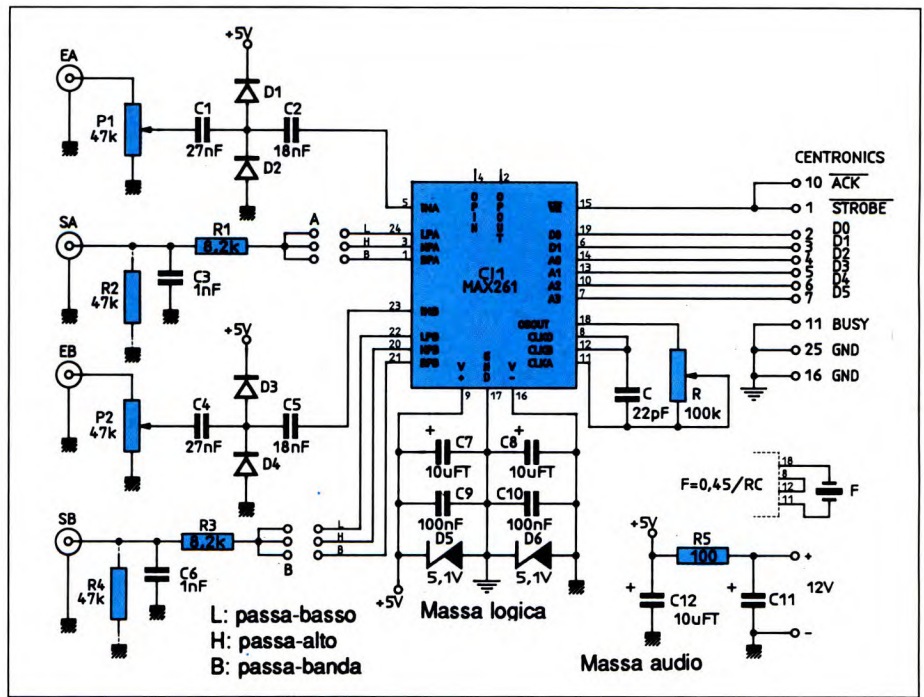 +5V
EA
D1
P1
47k
C1
27nF
C2
18nF
D2
SA
R1
8,2k
A
L
H
B
R2
47k
C3
1nF
+5V
EB
D3
P2
47k
C4
27nF
C5
18nF
D4
SB
R3
8,2k
L
H
B
B
R4
47k
C6
1nF
L: passa-basso
H: passa-alto
B: passa-banda
4 2
OPIN
OPOUT
5 INA
24 LPA
3 HPA
1 BPA
23 INB
22 LPB
20 HPB
21 BPB
CI1
MAX261
WR 15
D0 19
D1 6
A0 14
A1 13
A2 10
A3 7
OSOUT 18
CLKO 8
CLKB 12
CLKA 11
V+
GND
V-
9 17 16
C7
10uFT
C8
10uFT
C9
100nF
C10
100nF
D5
5,1V
D6
5,1V
+5V
Massa logica
C
22pF
R
100k
CENTRONICS
10 ACK
1 STROBE
2 D0
3 D1
4 D2
5 D3
6 D4
7 D5
11 BUSY
25 GND
16 GND
F=0,45/RC
18
8
12
11
F
+5V
R5
100
+
12V
-
C12
10uFT
C11
Massa audio